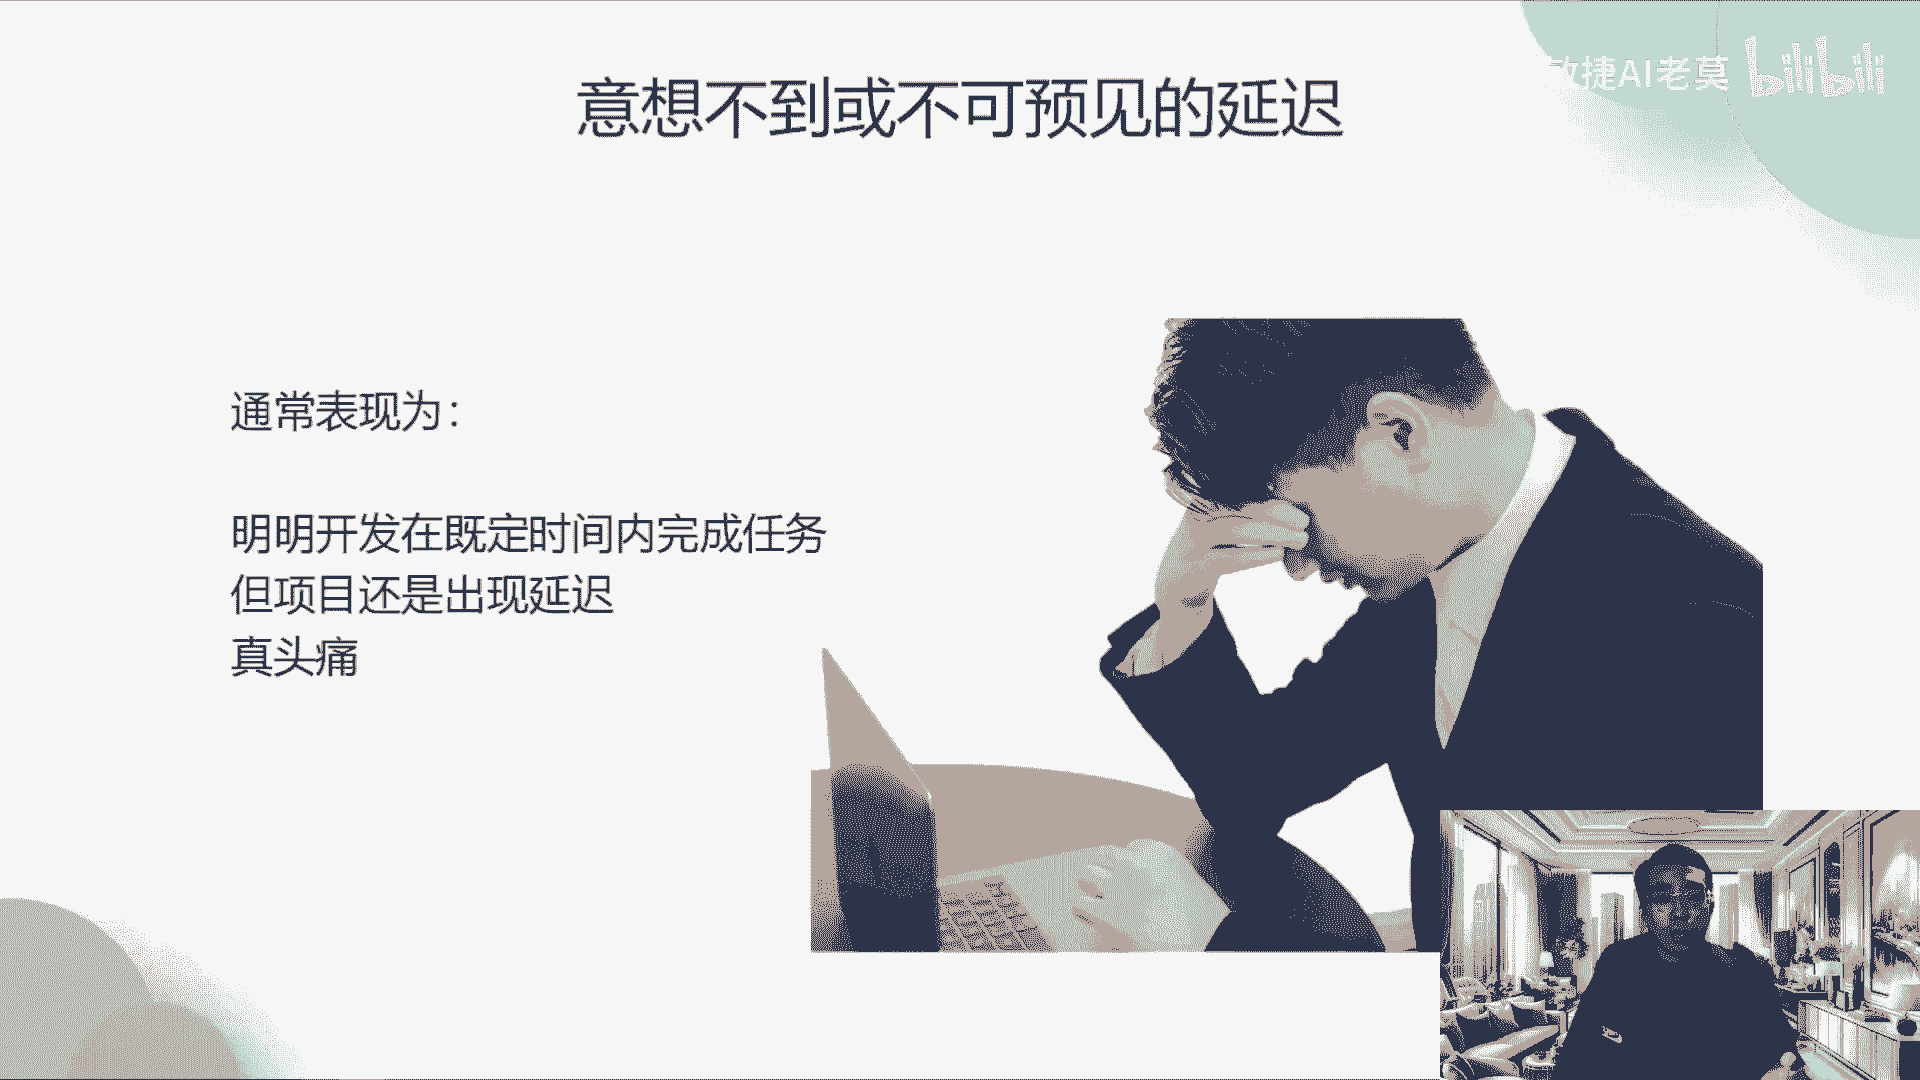 意想不到或不可预见的延迟
敏捷AI老莫 bilibili
通常表现为：
明明开发在既定时间内完成任务
但项目还是出现延迟
真头痛